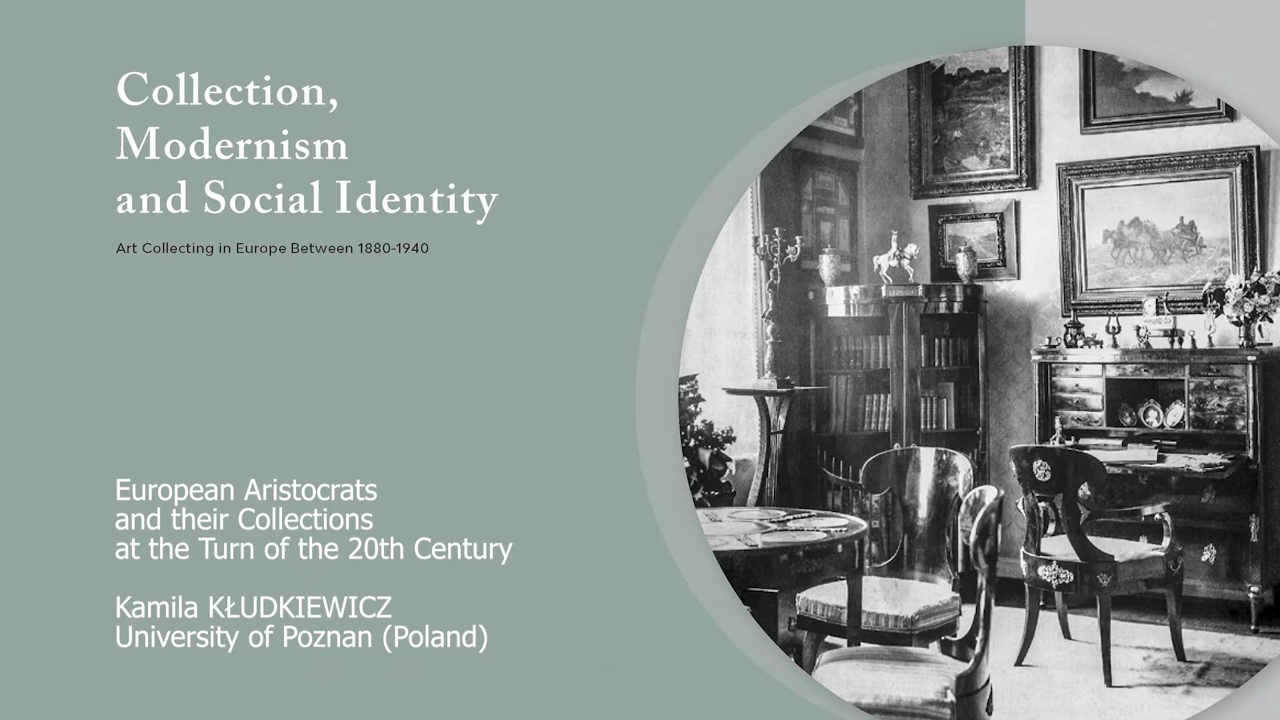 Collection,
Modernism
and Social Identity
Art Collecting in Europe Between 1880-1940
European Aristocrats
and their Collections
at the Turn of the 20th Century
Kamila KŁUDKIEWICZ
University of Poznan (Poland)